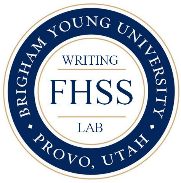 BRIGHAM YOUNG UNIVERSITY
WRITING
FHSS
LAB
• PROVO, UTAH •